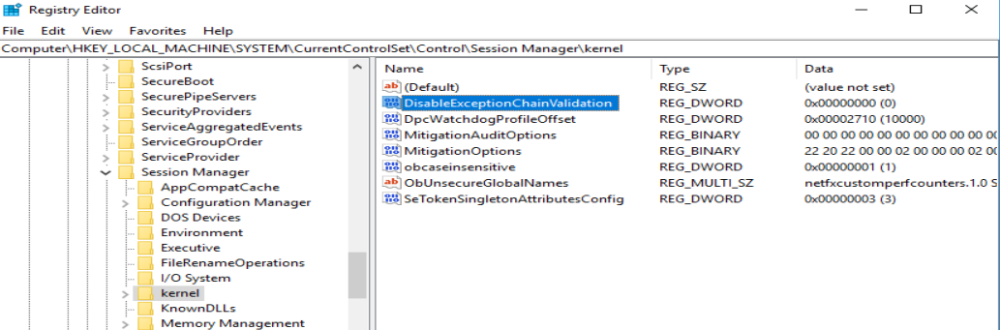 Registry Editor
File Edit View Favorites Help
Computer\HKEY_LOCAL_MACHINE\SYSTEM\CurrentControlSet\Control\Session Manager\kernel
ScsiPort
SecureBoot
SecurePipeServers
SecurityProviders
ServiceAggregatedEvents
ServiceGroupOrder
ServiceProvider
Session Manager
AppCompatCache
Configuration Manager
DOS Devices
Environment
Executive
FileRenameOperations
I/O System
kernel
KnownDLLs
Memory Management
Name Type Data
ab (Default) REG_SZ (value not set)
DisableExceptionChainValidation REG_DWORD 0x00000000 (0)
DpcWatchdogProfileOffset REG_DWORD 0x00002710 (10000)
MitigationAuditOptions REG_BINARY 00 00 00 00 00 00 00 00 00
MitigationOptions REG_BINARY 22 20 22 00 00 02 00 00 00 02 00
obcaseinsensitive REG_DWORD 0x00000001 (1)
ab ObUnsecureGlobalNames REG_MULTI_SZ netfxcustomperfcounters.1.0 S
SeTokenSingletonAttributesConfig REG_DWORD 0x00000003 (3)